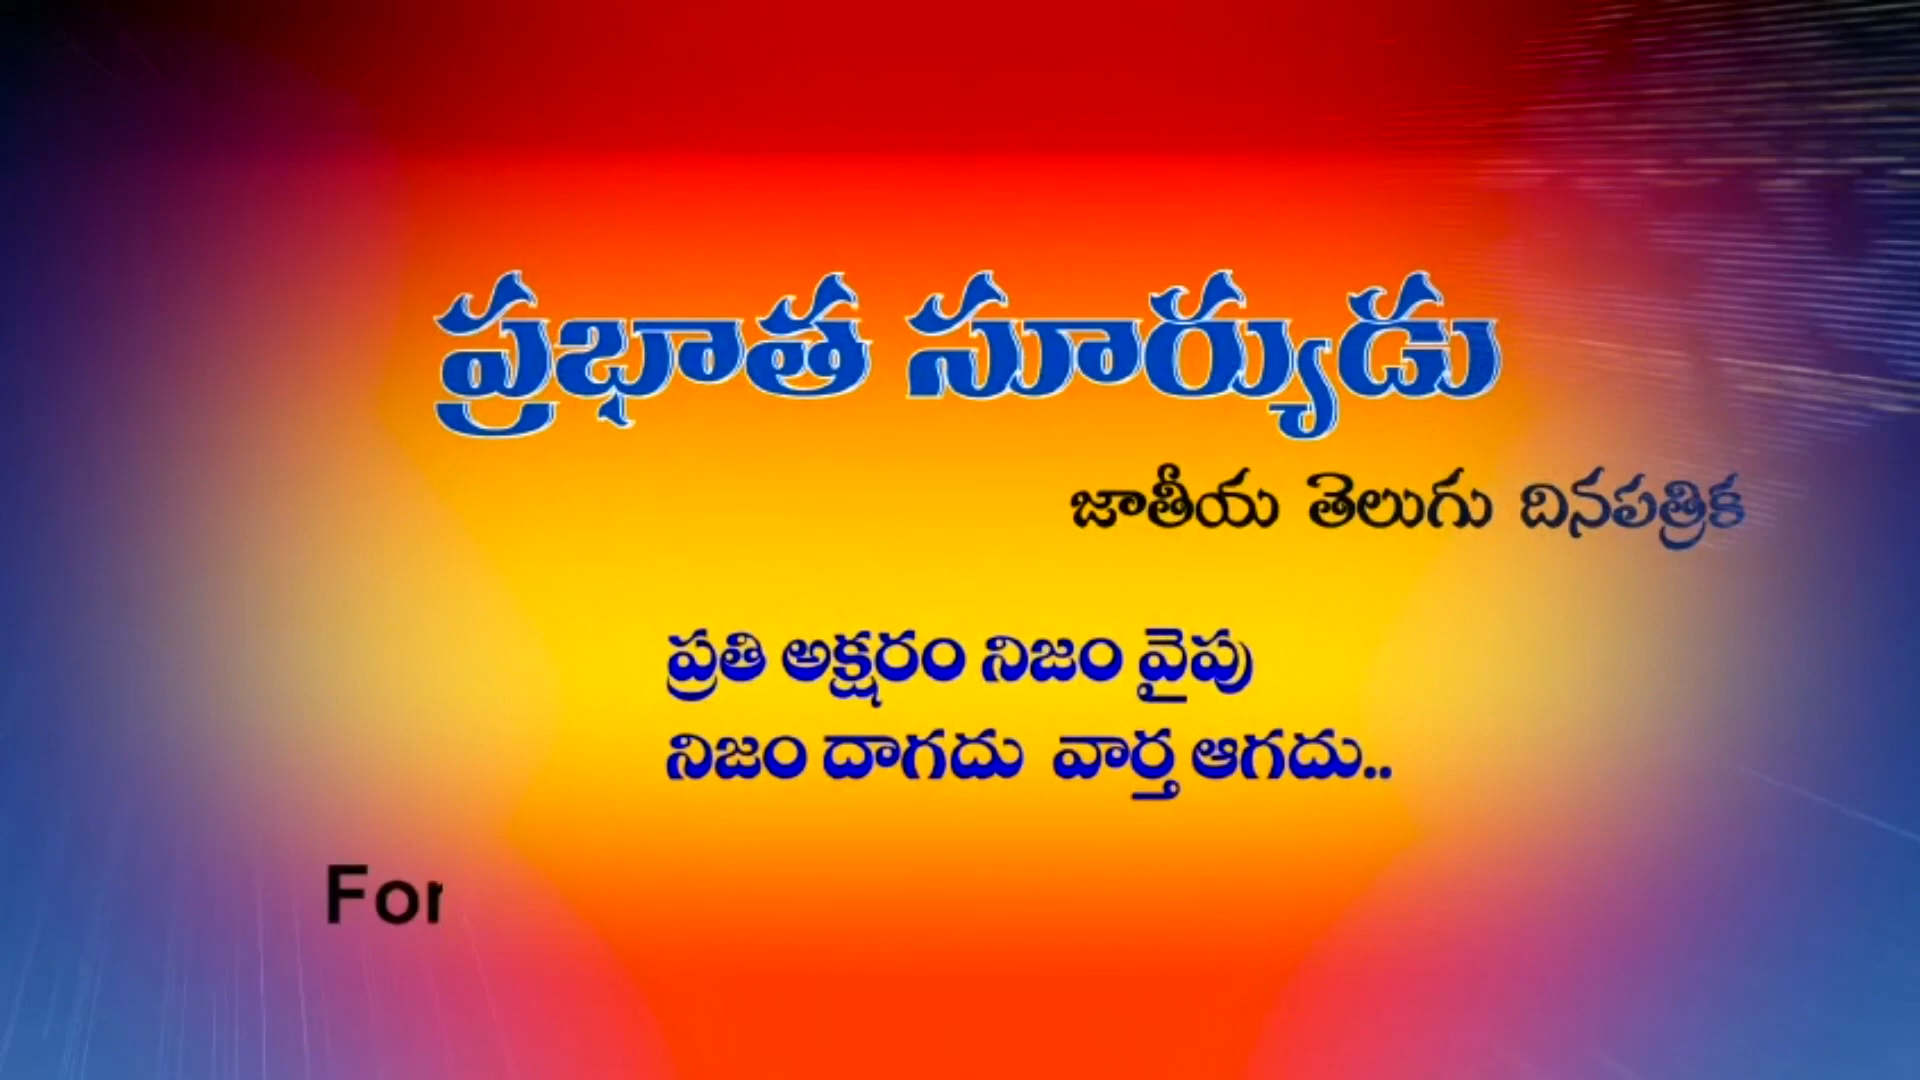 ప్రభాత సూర్యుడు
జాతీయ తెలుగు దినపత్రిక
ప్రతి అక్షరం నిజం వైపు
నిజం దాగదు వార్త ఆగదు..
For